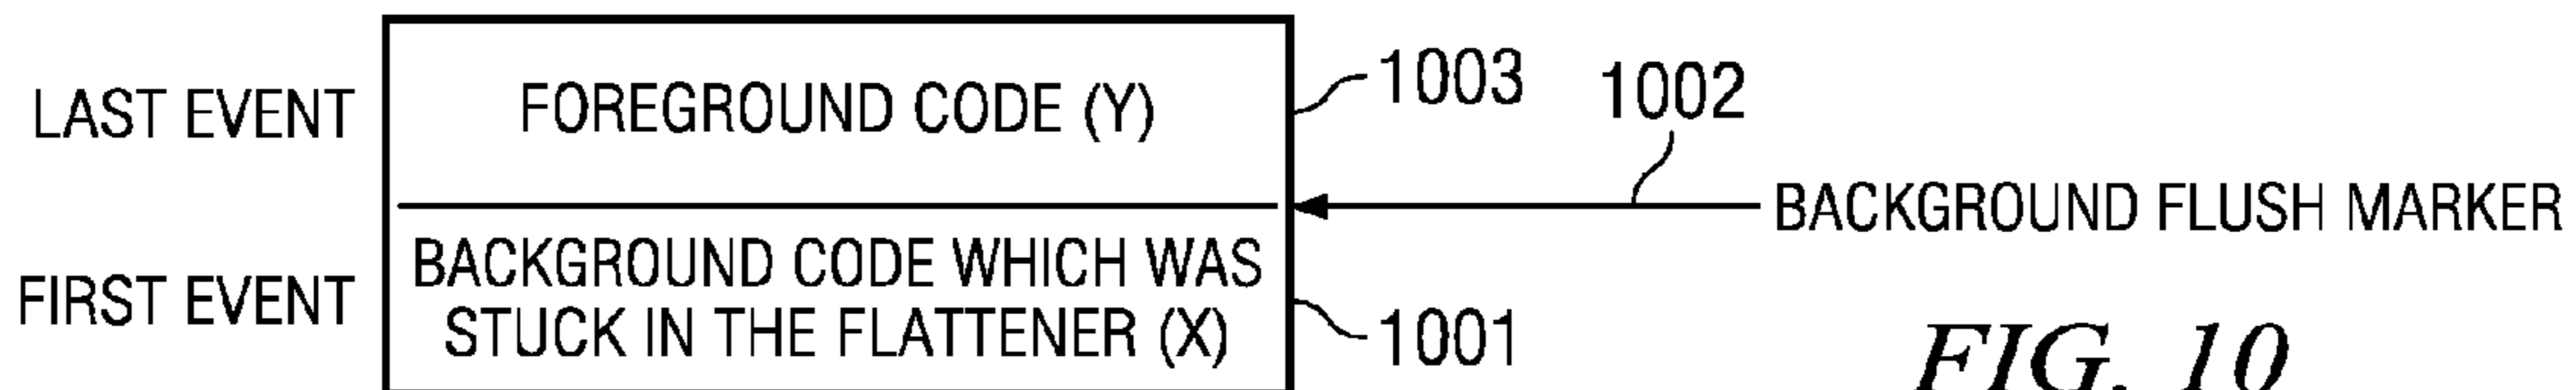 LAST EVENT
FOREGROUND CODE (Y)
1003
1002
BACKGROUND FLUSH MARKER
FIRST EVENT
BACKGROUND CODE WHICH WAS
STUCK IN THE FLATTENER (X)
1001
FIG. 10